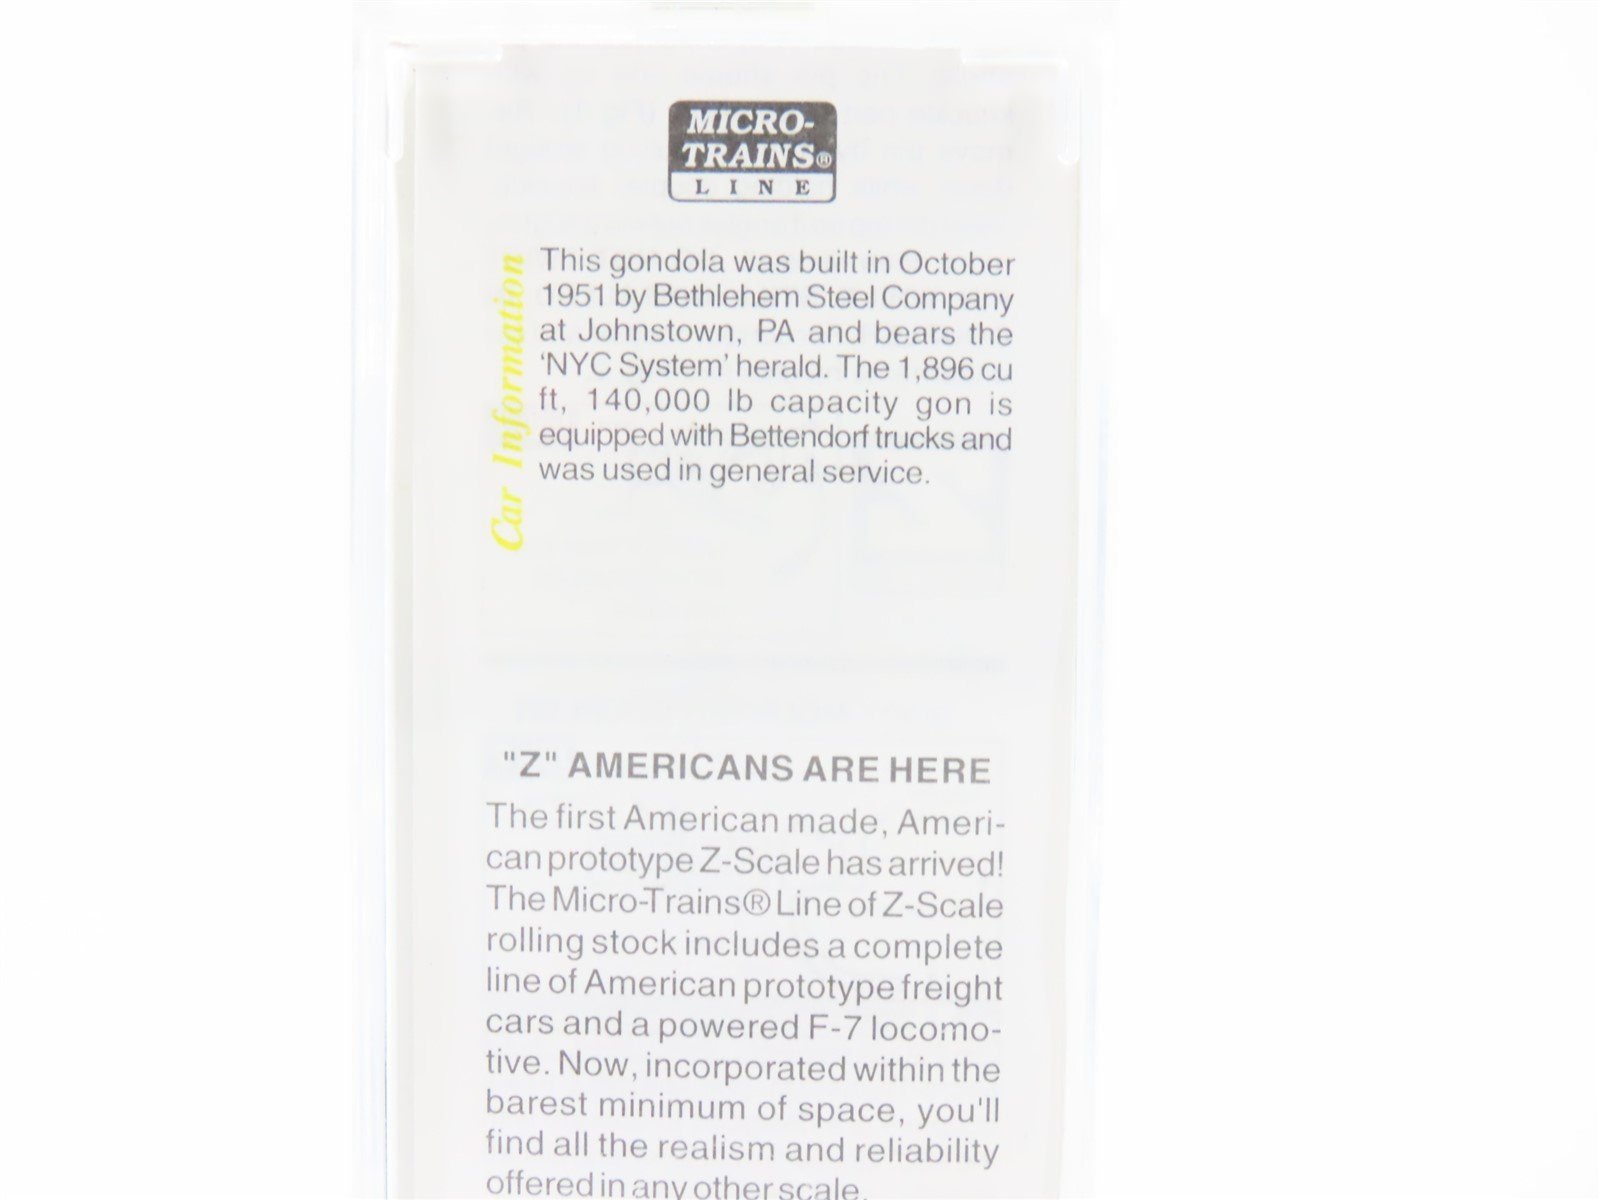 MICRO-
TRAINS®
LINE
Car Information
This gondola was built in October
1951 by Bethlehem Steel Company
at Johnstown, PA and bears the
‘NYC System’ herald. The 1,896 cu
ft, 140,000 lb capacity gon is
equipped with Bettendorf trucks and
was used in general service.
"Z" AMERICANS ARE HERE
The first American made, Ameri-
can prototype Z-Scale has arrived!
The Micro-Trains® Line of Z-Scale
rolling stock includes a complete
line of American prototype freight
cars and a powered F-7 locomo-
tive. Now, incorporated within the
barest minimum of space, you'll
find all the realism and reliability
offered in any other scale.